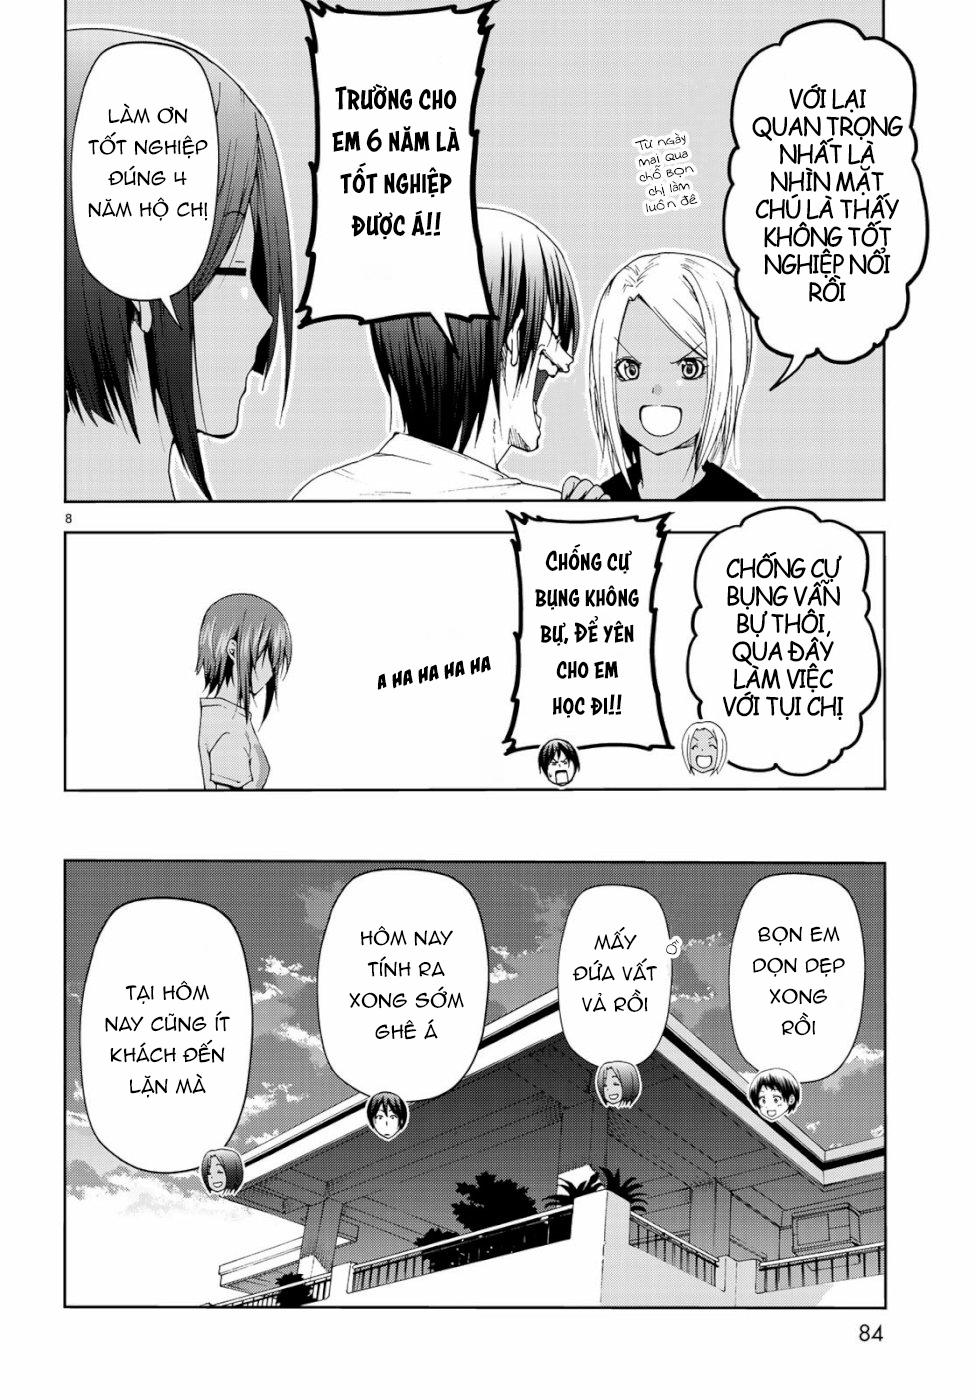 VỚI LẠI
QUAN TRỌNG
NHẤT LÀ
NHÌN MẶT
CHÚ LÀ THẤY
KHÔNG TỐT
NGHIỆP NỔI
RỒI
Từ ngày
mai qua
chỗ bọn
chị làm
luôn đê
TRƯỜNG CHO
EM 6 NĂM LÀ
TỐT NGHIỆP
ĐƯỢC Á!!
LÀM ƠN
TỐT NGHIỆP
ĐÚNG 4
NĂM HỘ CHỊ
8
CHỐNG CỰ
BỤNG VẪN
BỰ THÔI,
QUA ĐÂY
LÀM VIỆC
VỚI TỤI CHỊ
CHỐNG CỰ
BỤNG KHÔNG
BỰ, ĐỂ YÊN
CHO EM
HỌC ĐI!!
A HA HA HA HA
BỌN EM
DỌN DẸP
XONG
RỒI
MẤY
ĐỨA VẤT
VẢ RỒI
HÔM NAY
TÍNH RA
XONG SỚM
GHÊ Á
TẠI HÔM
NAY CŨNG ÍT
KHÁCH ĐẾN
LẶN MÀ
84